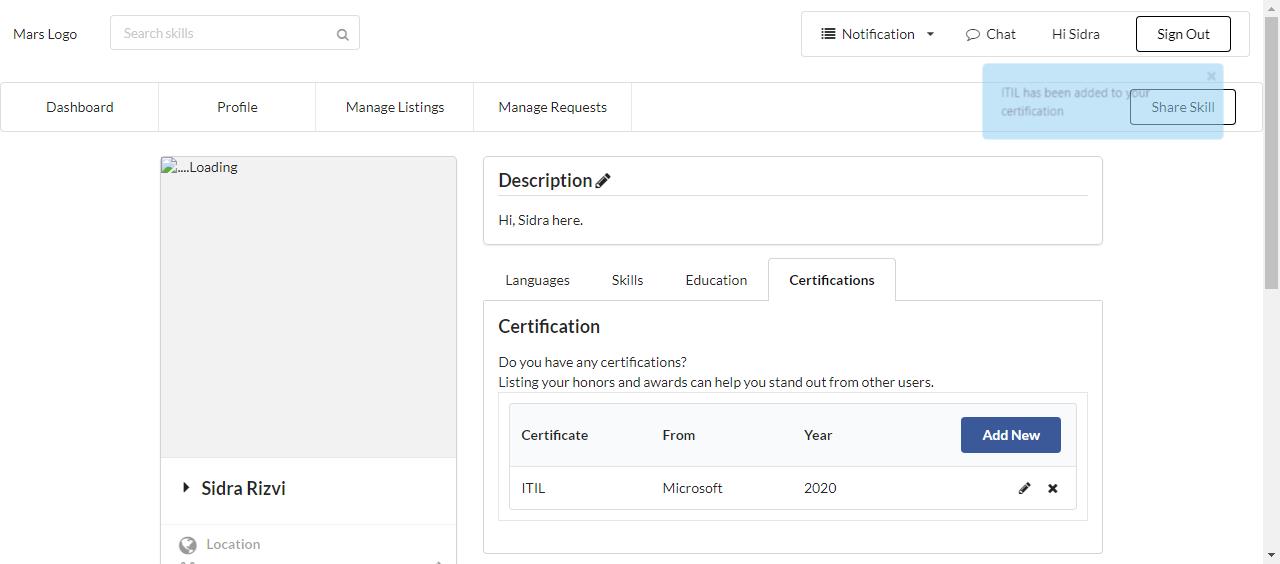 Mars Logo
Search skills
Notification
Chat
Hi Sidra
Sign Out
Dashboard
Profile
Manage Listings
Manage Requests
ITIL has been added to your
certification
Share Skill
....Loading
Description
Hi, Sidra here.
Languages
Skills
Education
Certifications
Certification
Do you have any certifications?
Listing your honors and awards can help you stand out from other users.
Certificate From Year Add New
ITIL Microsoft 2020
Sidra Rizvi
Location